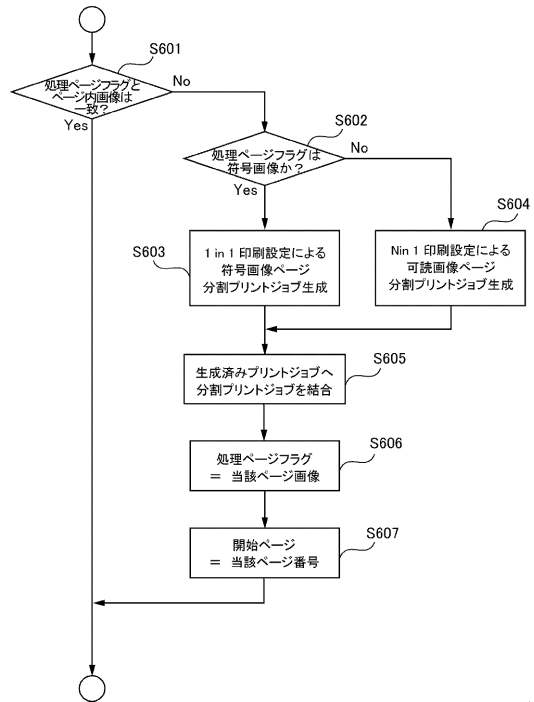 S601
処理ページフラグと
ページ内画像は
一致？
No
Yes
S602
処理ページフラグは
符号画像か？
No
Yes
S603
1 in 1 印刷設定による
符号画像ページ
分割プリントジョブ生成
S604
Nin 1 印刷設定による
可読画像ページ
分割プリントジョブ生成
S605
生成済みプリントジョブへ
分割プリントジョブを結合
S606
処理ページフラグ
＝ 当該ページ画像
S607
開始ページ
＝ 当該ページ番号